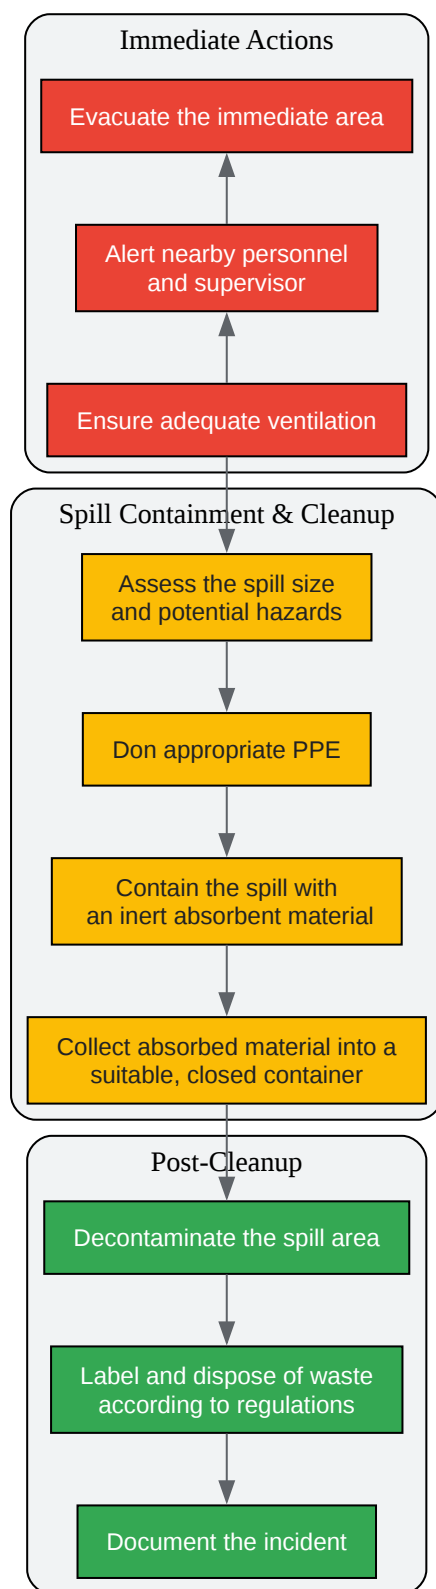 Immediate Actions
Evacuate the immediate area
Alert nearby personnel
and supervisor
Ensure adequate ventilation
Spill Containment & Cleanup
Assess the spill size
and potential hazards
Don appropriate PPE
Contain the spill with
an inert absorbent material
Collect absorbed material into a
suitable, closed container
Post-Cleanup
Decontaminate the spill area
Label and dispose of waste
according to regulations
Document the incident